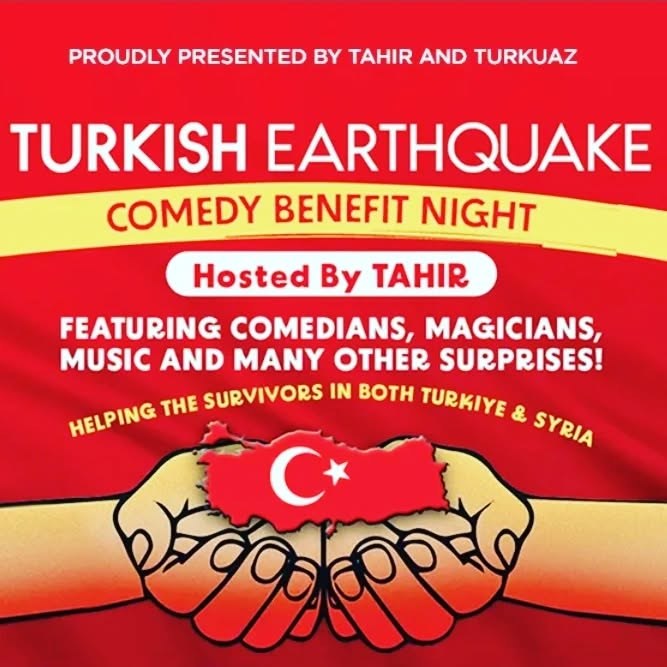 PROUDLY PRESENTED BY TAHIR AND TURKUAZ
TURKISH EARTHQUAKE
COMEDY BENEFIT NIGHT
Hosted By TAHIR
FEATURING COMEDIANS, MAGICIANS,
MUSIC AND MANY OTHER SURPRISES!
HELPING THE SURVIVORS IN BOTH TURKIYE & SYRIA